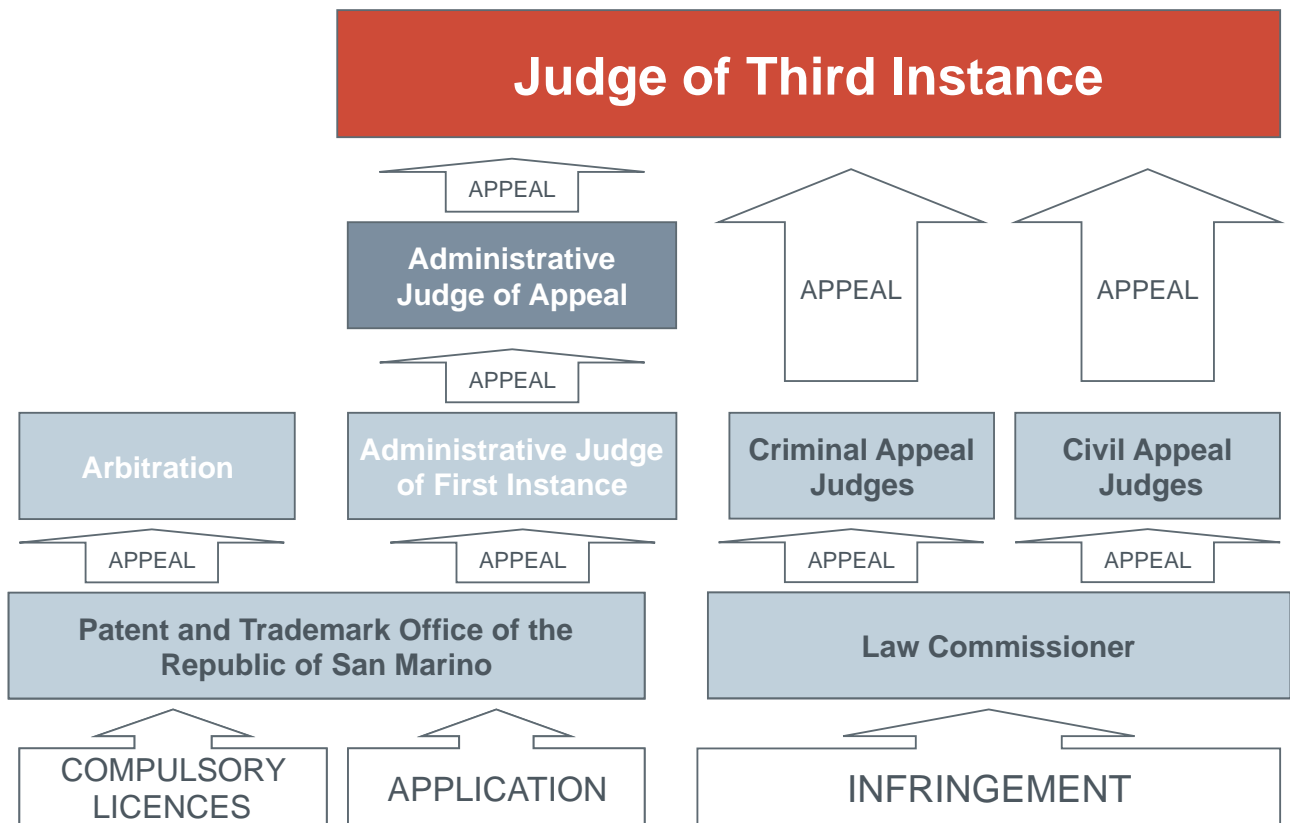 Judge of Third Instance
APPEAL
Administrative
Judge of Appeal
APPEAL
APPEAL
APPEAL
Arbitration
Administrative Judge
of First Instance
Criminal Appeal
Judges
Civil Appeal
Judges
APPEAL
APPEAL
APPEAL
APPEAL
Patent and Trademark Office of the
Republic of San Marino
Law Commissioner
COMPULSORY
LICENCES
APPLICATION
INFRINGEMENT